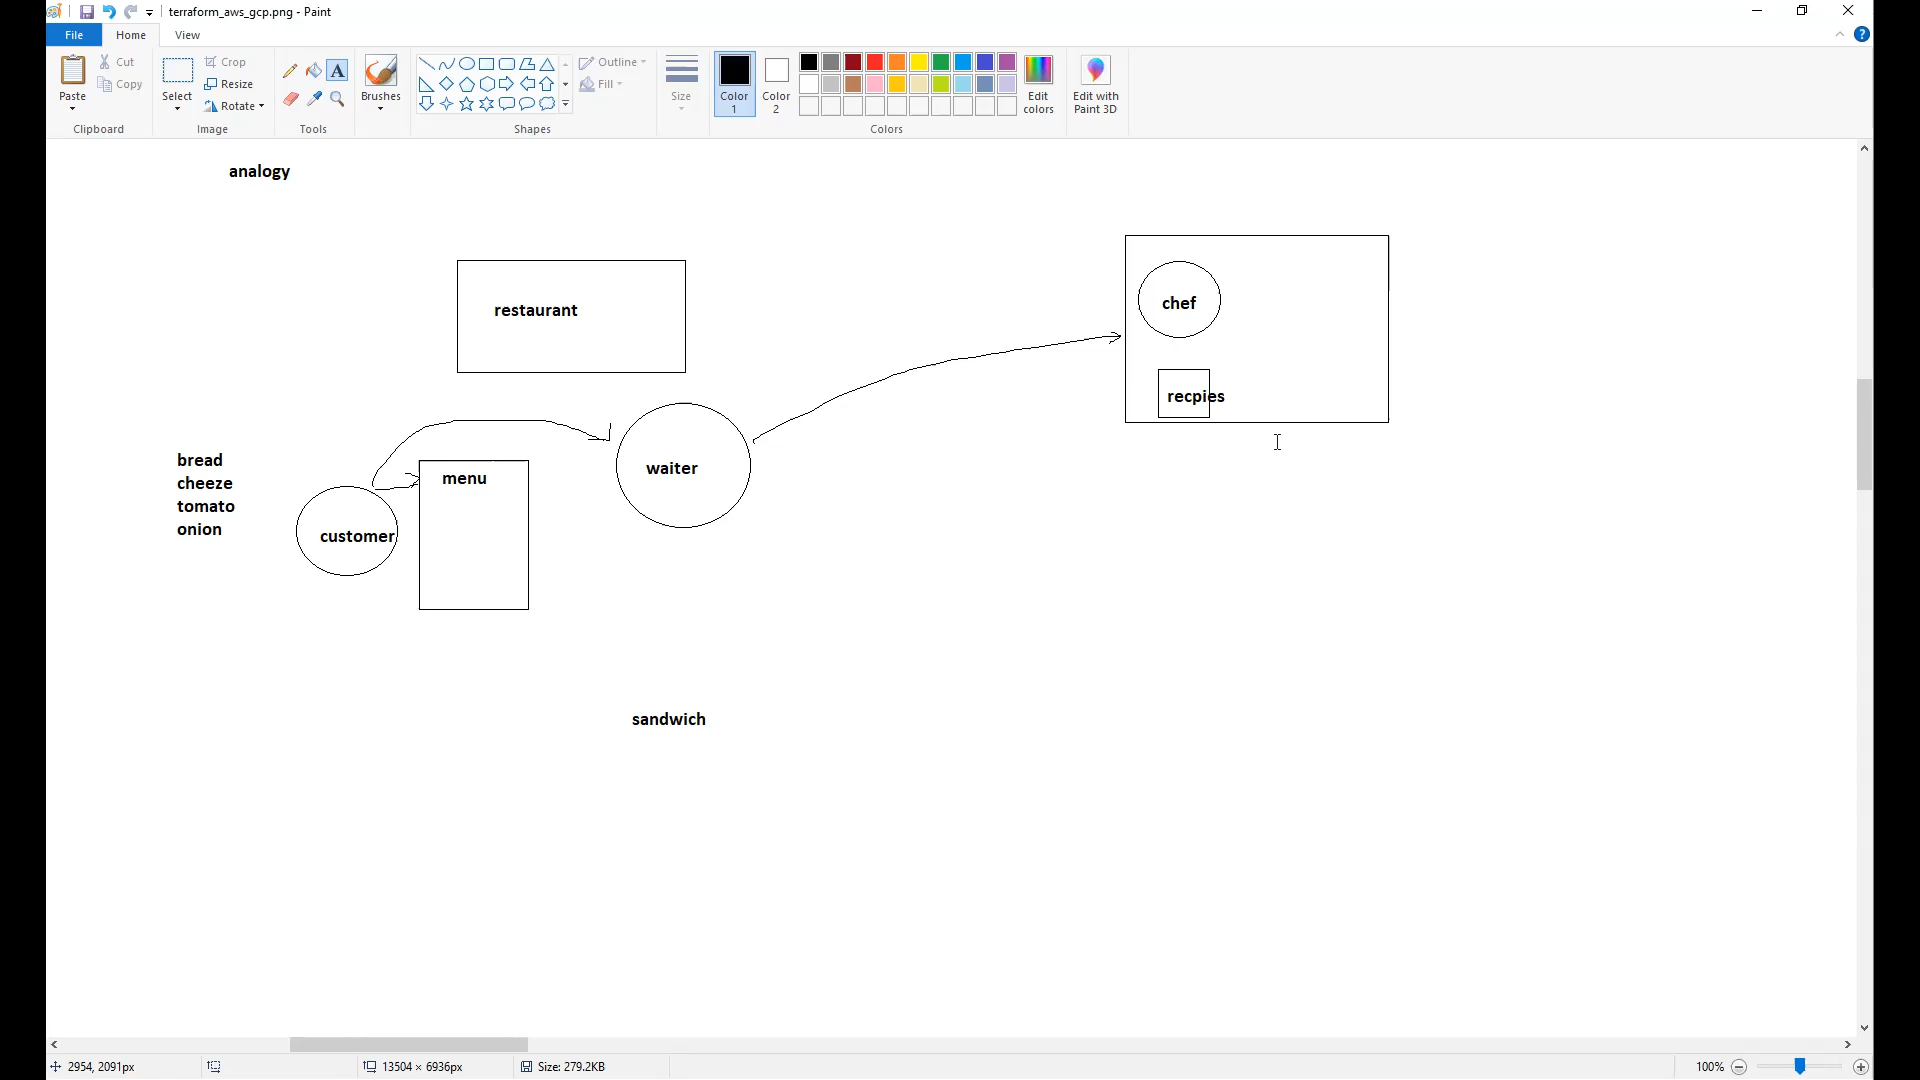 terraform_aws_gcp.png - Paint
File
Home
View
Paste
Cut
Copy
Clipboard
Select
Crop
Resize
Rotate
Image
A
Tools
Brushes
Shapes
Outline
Fill
Size
Color 1
Color 2
Edit colors
Colors
Edit with Paint 3D
?
analogy
restaurant
chef
recpies
waiter
menu
customer
bread
cheeze
tomato
onion
sandwich
2954, 2091px
13504 × 6936px
Size: 279.2KB
100%